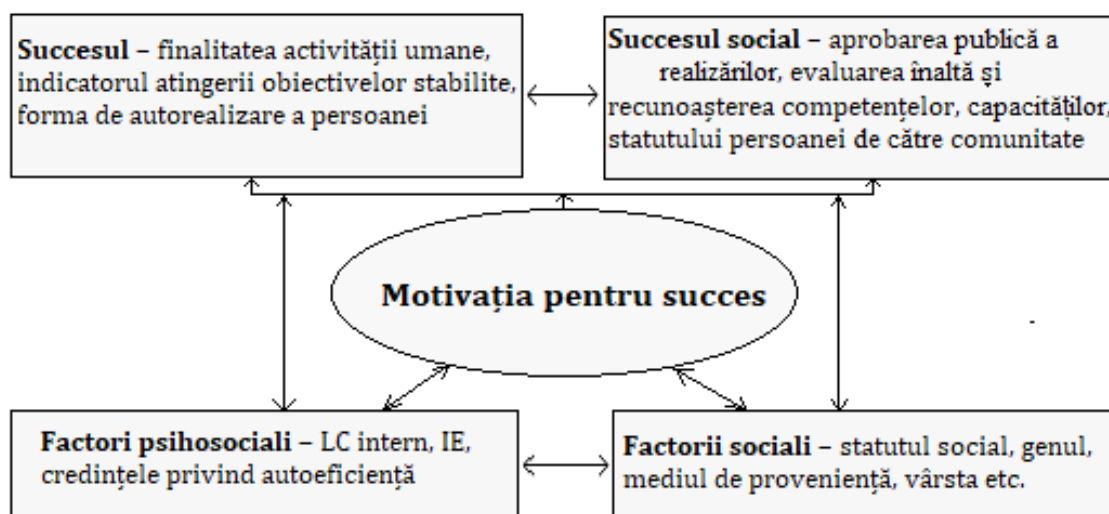 Succesul – finalitatea activității umane,
indicatorul atingerii obiectivelor stabilite,
forma de autorealizare a persoanei
Succesul social – aprobarea publică a
realizărilor, evaluarea înaltă și
recunoașterea competențelor, capacităților,
statutului persoanei de către comunitate
Motivația pentru succes
Factori psihosociali – LC intern, IE,
credințele privind autoeficiență
Factorii sociali – statutul social, genul,
mediul de proveniență, vârsta etc.